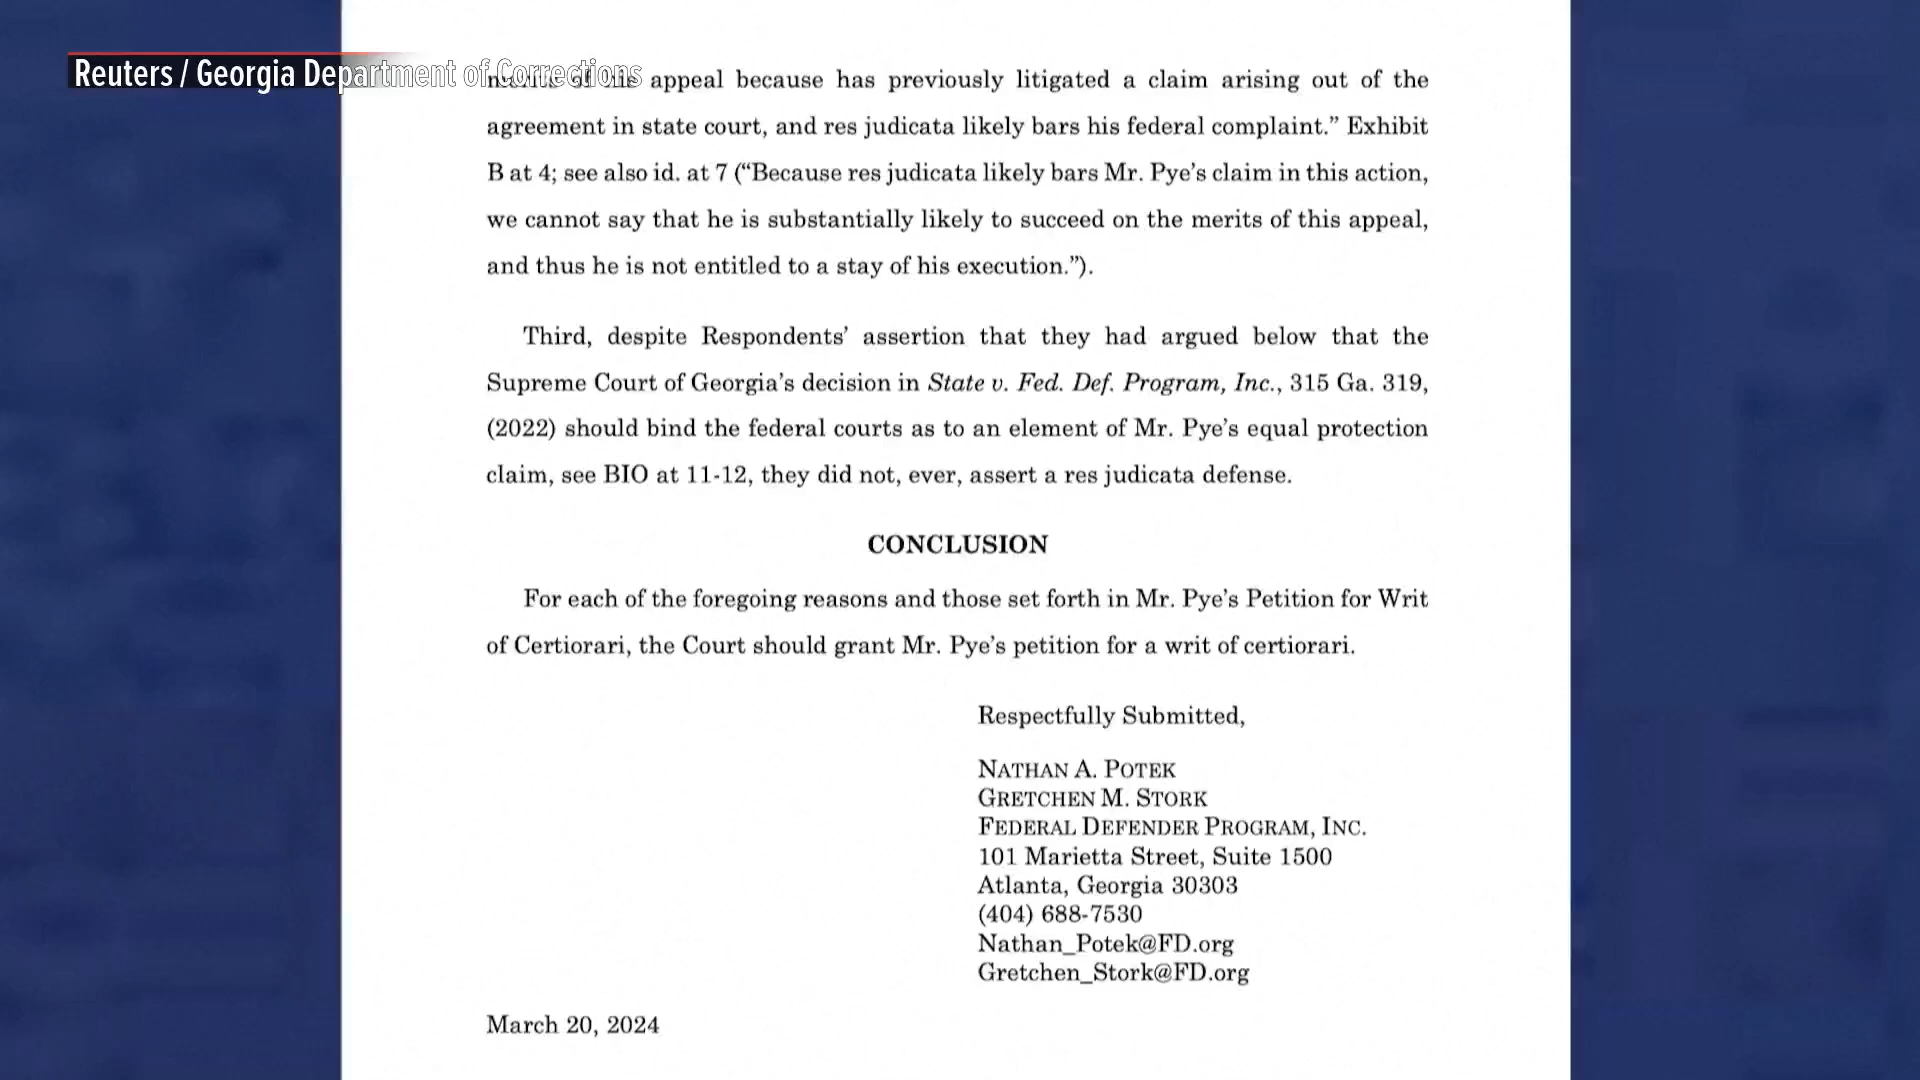 Reuters / Georgia Department of Corrections
appeal because has previously litigated a claim arising out of the
agreement in state court, and res judicata likely bars his federal complaint.” Exhibit
B at 4; see also id. at 7 (“Because res judicata likely bars Mr. Pye’s claim in this action,
we cannot say that he is substantially likely to succeed on the merits of this appeal,
and thus he is not entitled to a stay of his execution.”).
Third, despite Respondents’ assertion that they had argued below that the
Supreme Court of Georgia’s decision in State v. Fed. Def. Program, Inc., 315 Ga. 319,
(2022) should bind the federal courts as to an element of Mr. Pye’s equal protection
claim, see BIO at 11-12, they did not, ever, assert a res judicata defense.
CONCLUSION
For each of the foregoing reasons and those set forth in Mr. Pye’s Petition for Writ
of Certiorari, the Court should grant Mr. Pye’s petition for a writ of certiorari.
Respectfully Submitted,
NATHAN A. POTEK
GRETCHEN M. STORK
FEDERAL DEFENDER PROGRAM, INC.
101 Marietta Street, Suite 1500
Atlanta, Georgia 30303
(404) 688-7530
Nathan_Potek@FD.org
Gretchen_Stork@FD.org
March 20, 2024